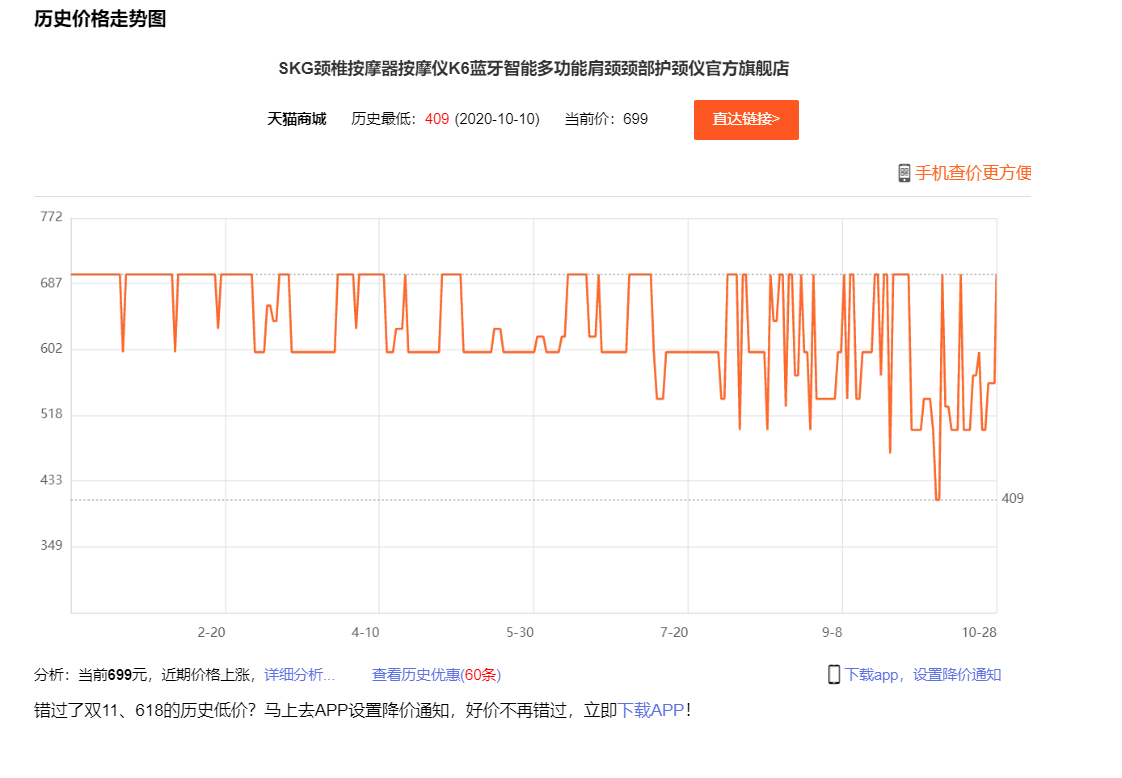 历史价格走势图
SKG颈椎按摩器按摩仪K6蓝牙智能多功能肩颈颈部护颈仪官方旗舰店
天猫商城 历史最低：409 (2020-10-10) 当前价：699 直达链接>
手机查价更方便
772
687
602
518
433
409
349
2-20 4-10 5-30 7-20 9-8 10-28
分析：当前699元，近期价格上涨，详细分析... 查看历史优惠(60条) 下载app，设置降价通知
错过了双11、618的历史低价？马上去APP设置降价通知，好价不再错过，立即下载APP！